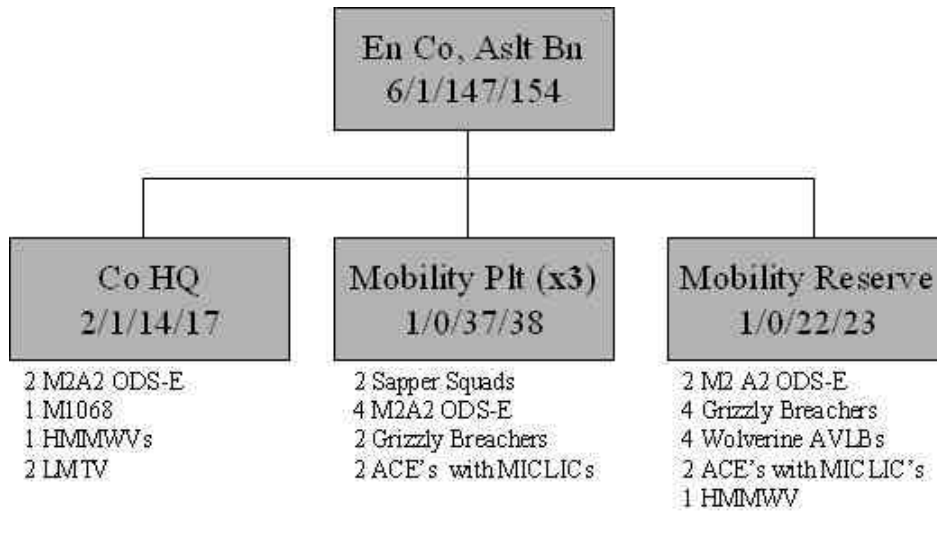 En Co, Aslt Bn
6/1/147/154
Co HQ
2/1/14/17
2 M2A2 ODS-E
1 M1068
1 HMMWVs
2 LMTV
Mobility Plt (x3)
1/0/37/38
2 Sapper Squads
4 M2A2 ODS-E
2 Grizzly Breachers
2 ACE's with MICLICs
Mobility Reserve
1/0/22/23
2 M2 A2 ODS-E
4 Grizzly Breachers
4 Wolverine AVLBs
2 ACE's with MICLIC's
1 HMMWV